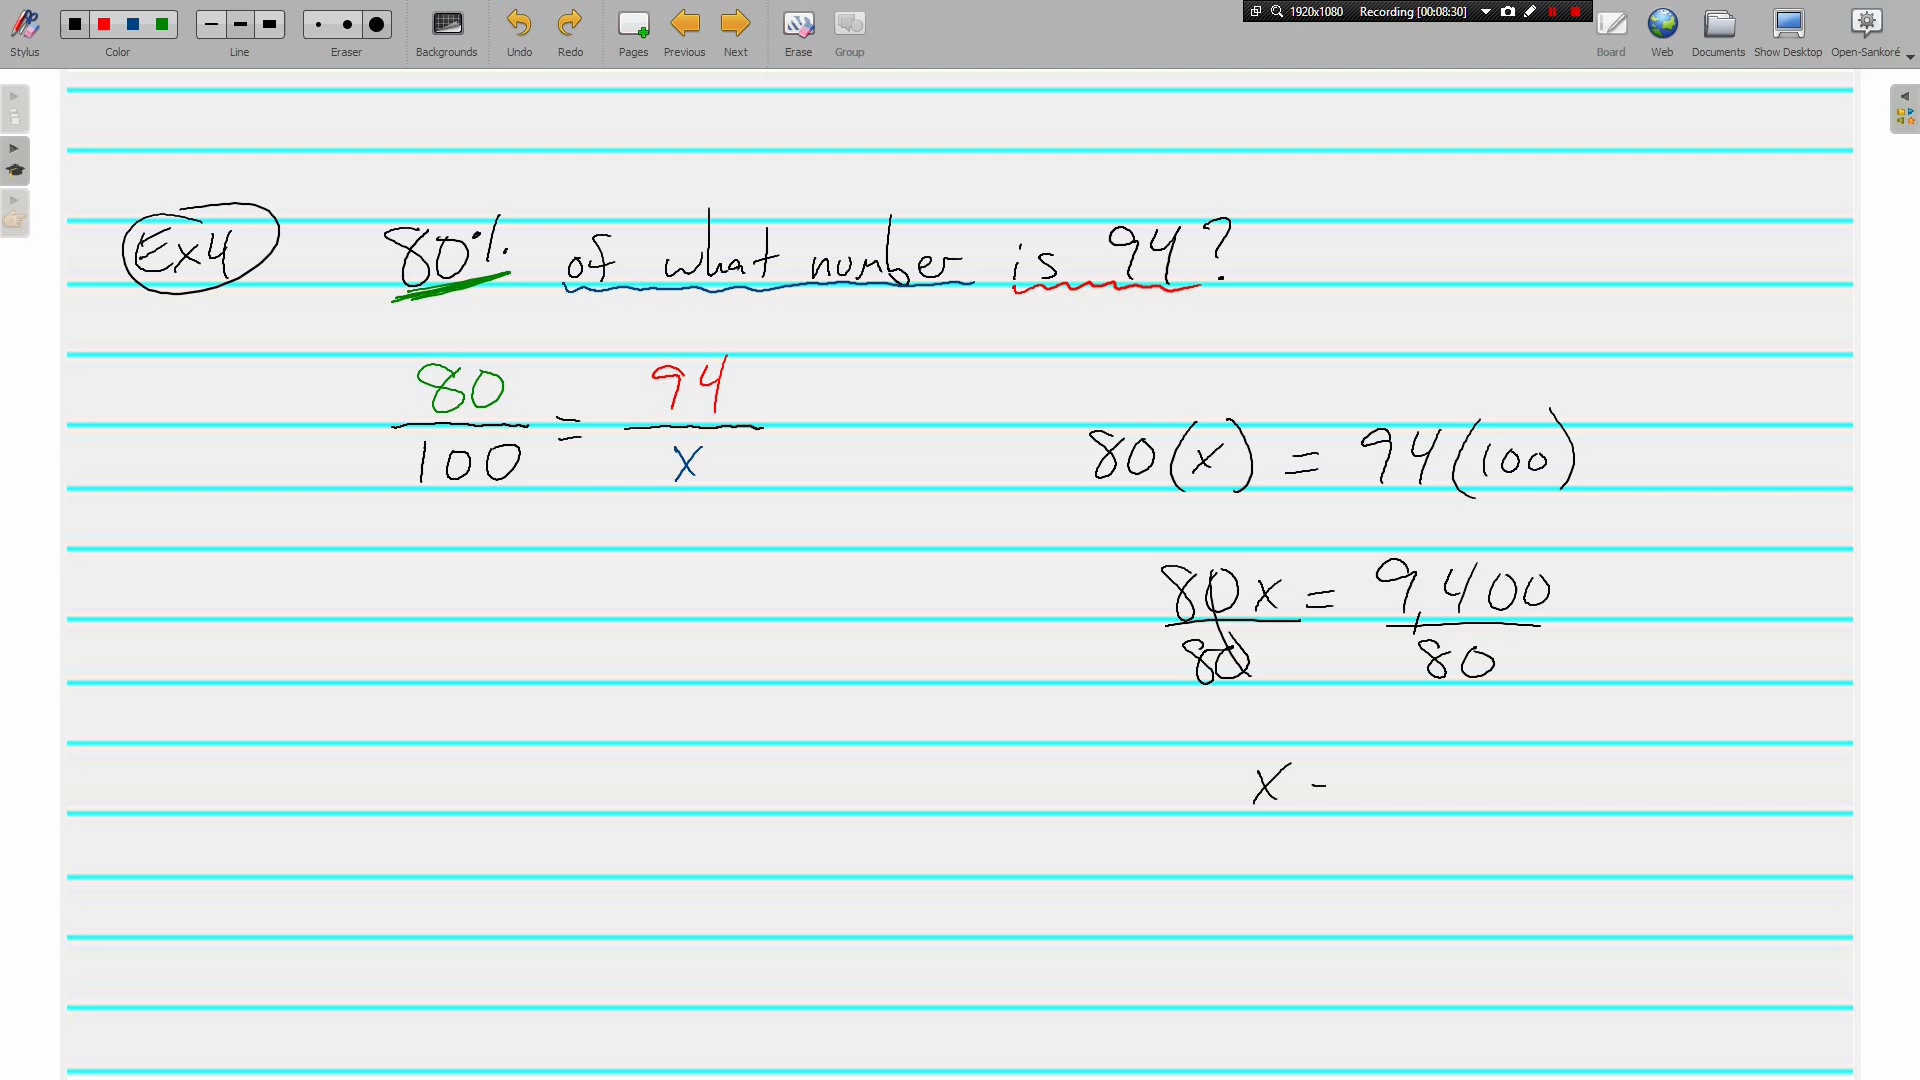 1920x1080 Recording [00:08:30]
Stylus Color Line Eraser Backgrounds Undo Redo Pages Previous Next Erase Group Board Web Documents Show Desktop Open-Sankoré
Ex4 80% of what number is 94?
80/100 = 94/x
80(x) = 94(100)
80x/80 = 9,400/80
x -